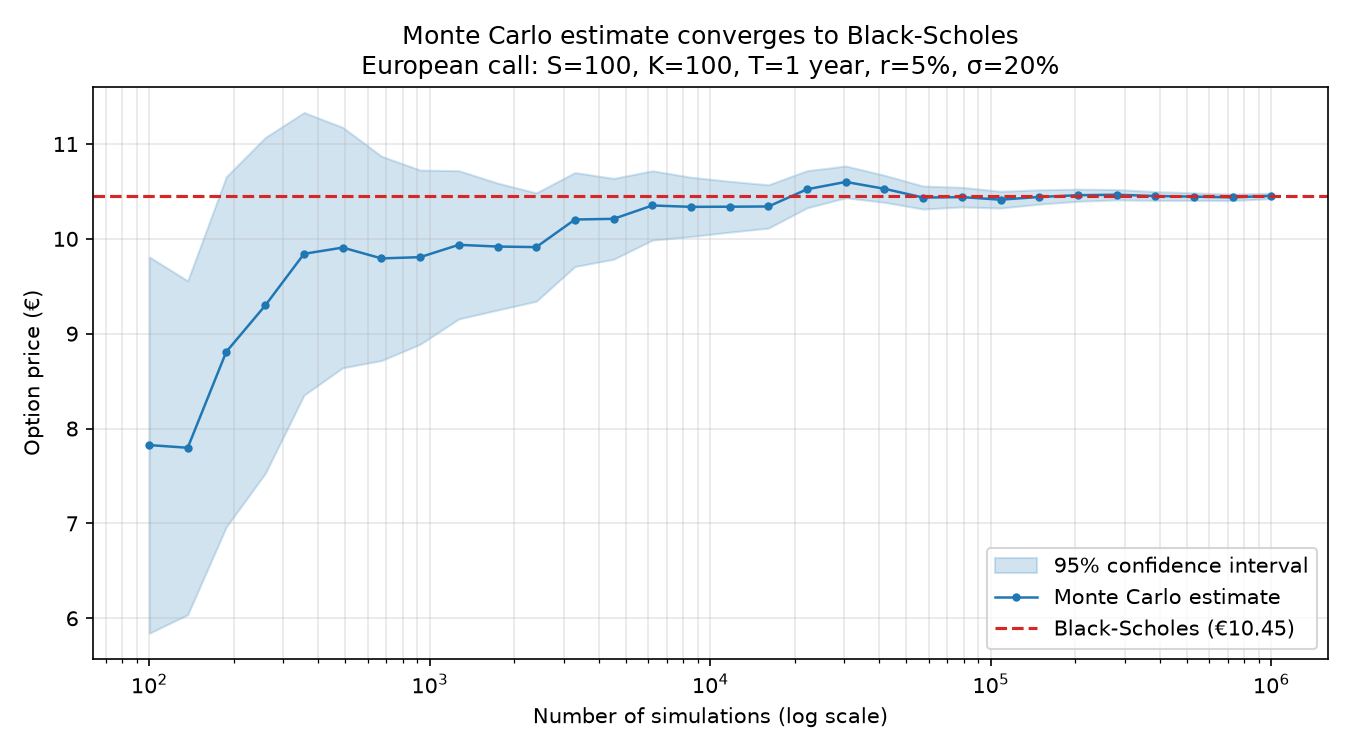 Monte Carlo estimate converges to Black-Scholes
European call: S=100, K=100, T=1 year, r=5%, σ=20%
Option price (€)
11
10
9
8
7
6
95% confidence interval
Monte Carlo estimate
Black-Scholes (€10.45)
10²
10³
10⁴
10⁵
10⁶
Number of simulations (log scale)